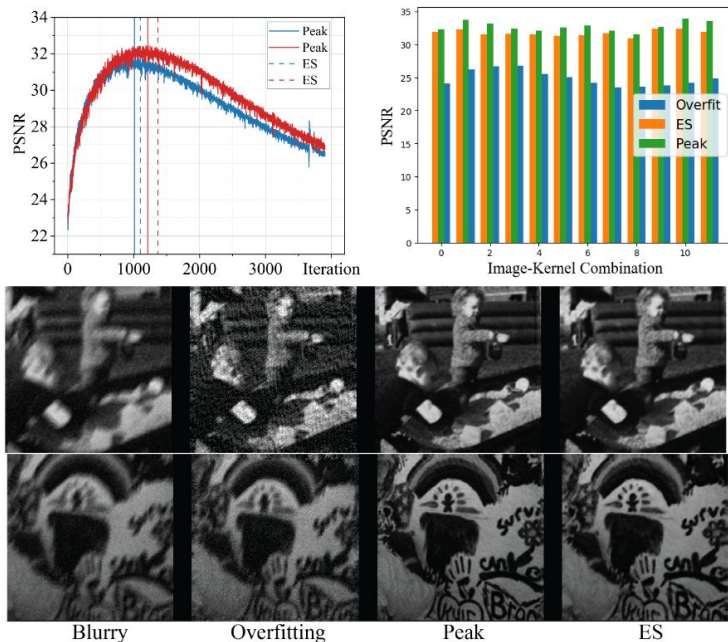 34
32
30
28
26
24
22
PSNR
0
1000
2000
3000
Iteration
Peak
Peak
ES
ES
35
30
25
20
15
10
5
0
PSNR
0
2
4
6
8
10
Image-Kernel Combination
Overfit
ES
Peak
Blurry
Overfitting
Peak
ES